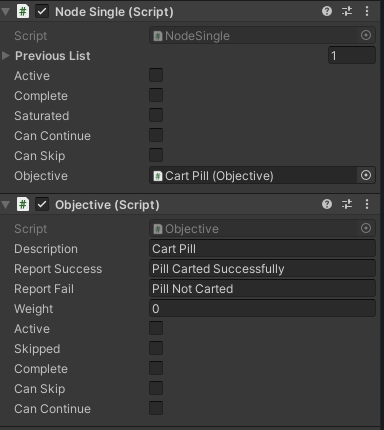 Node Single (Script)
Script NodeSingle
Previous List 1
Active
Complete
Saturated
Can Continue
Can Skip
Objective Cart Pill (Objective)
Objective (Script)
Script Objective
Description Cart Pill
Report Success Pill Carted Successfully
Report Fail Pill Not Carted
Weight 0
Active
Skipped
Complete
Can Skip
Can Continue